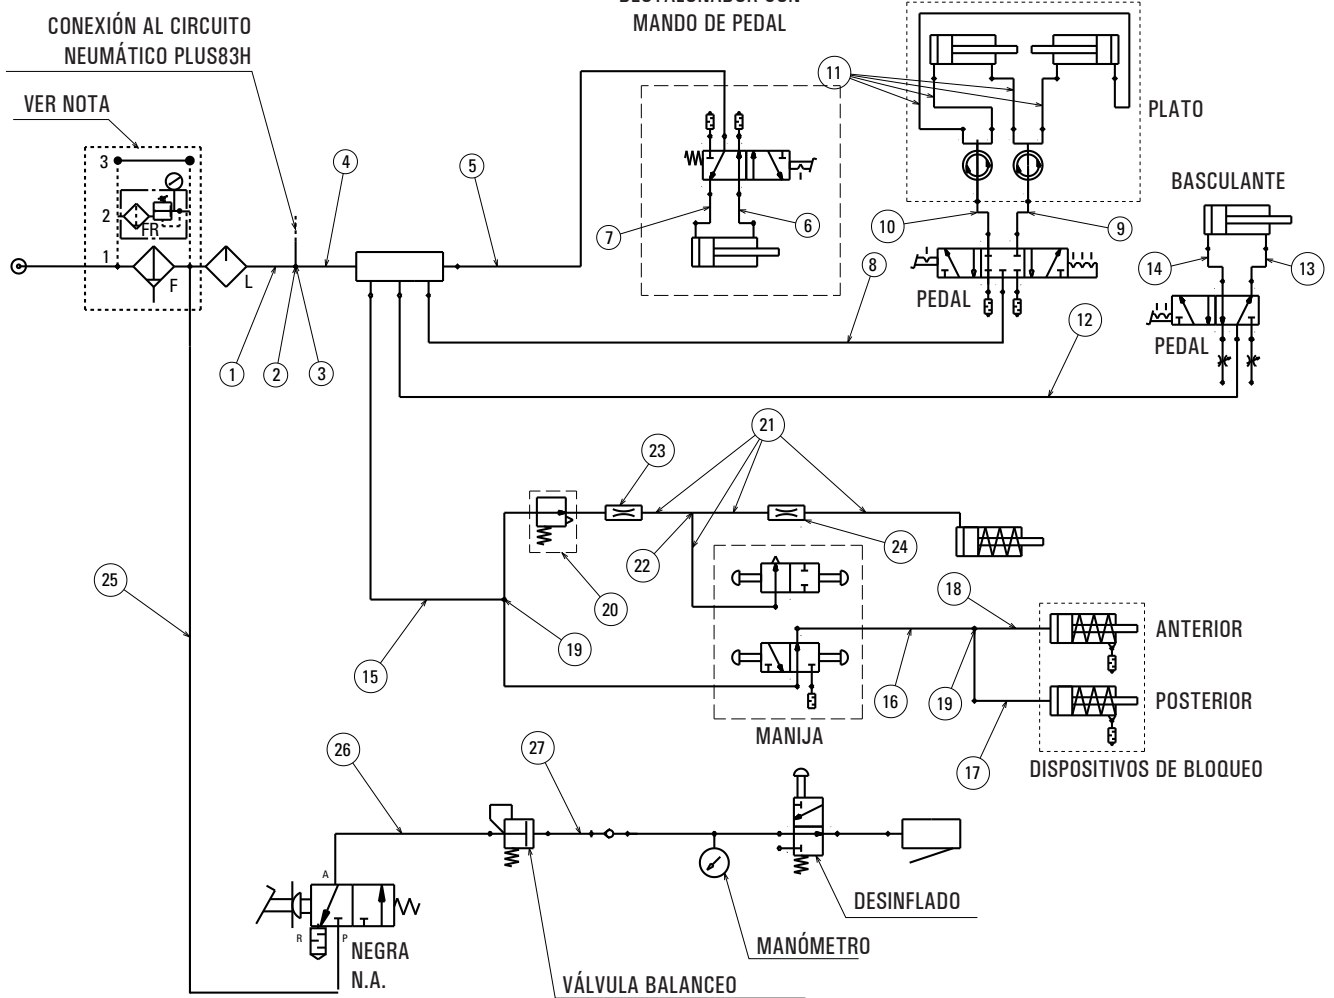 CONEXIÓN AL CIRCUITO
NEUMÁTICO PLUS83H
VER NOTA
MANDO DE PEDAL
3
2
FR
1
F
L
4
5
1
2
3
7
6
11
PLATO
10
9
8
PEDAL
BASCULANTE
14
13
12
PEDAL
21
23
22
24
20
25
15
19
18
16
19
17
MANIJA
ANTERIOR
POSTERIOR
DISPOSITIVOS DE BLOQUEO
26
27
A
R
P
NEGRA
N.A.
DESINFLADO
MANÓMETRO
VÁLVULA BALANCEO